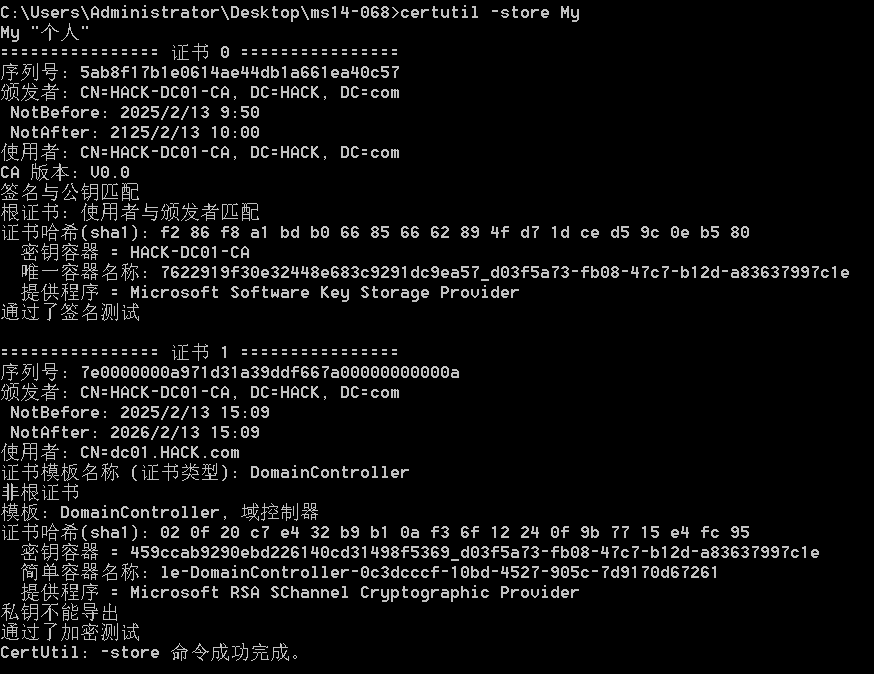 C:\Users\Administrator\Desktop\ms14-068>certutil -store My
My "个人"
================ 证书 0 ================
序列号: 5ab8f17b1e0614ae44db1a661ea40c57
颁发者: CN=HACK-DC01-CA, DC=HACK, DC=com
 NotBefore: 2025/2/13 9:50
 NotAfter: 2125/2/13 10:00
使用者: CN=HACK-DC01-CA, DC=HACK, DC=com
CA 版本: V0.0
签名与公钥匹配
根证书: 使用者与颁发者匹配
证书哈希(sha1): f2 86 f8 a1 bd b0 66 85 66 62 89 4f d7 1d ce d5 9c 0e b5 80
  密钥容器 = HACK-DC01-CA
  唯一容器名称: 7622919f30e32448e683c9291dc9ea57_d03f5a73-fb08-47c7-b12d-a83637997c1e
  提供程序 = Microsoft Software Key Storage Provider
通过了签名测试

================ 证书 1 ================
序列号: 7e0000000a971d31a39ddf667a00000000000a
颁发者: CN=HACK-DC01-CA, DC=HACK, DC=com
 NotBefore: 2025/2/13 15:09
 NotAfter: 2026/2/13 15:09
使用者: CN=dc01.HACK.com
证书模板名称 (证书类型): DomainController
非根证书
模板: DomainController, 域控制器
证书哈希(sha1): 02 0f 20 c7 e4 32 b9 b1 0a f3 6f 12 24 0f 9b 77 15 e4 fc 95
  密钥容器 = 459ccab9290ebd226140cd31498f5369_d03f5a73-fb08-47c7-b12d-a83637997c1e
  简单容器名称: le-DomainController-0c3dcccf-10bd-4527-905c-7d9170d67261
  提供程序 = Microsoft RSA SChannel Cryptographic Provider
私钥不能导出
通过了加密测试
CertUtil: -store 命令成功完成。